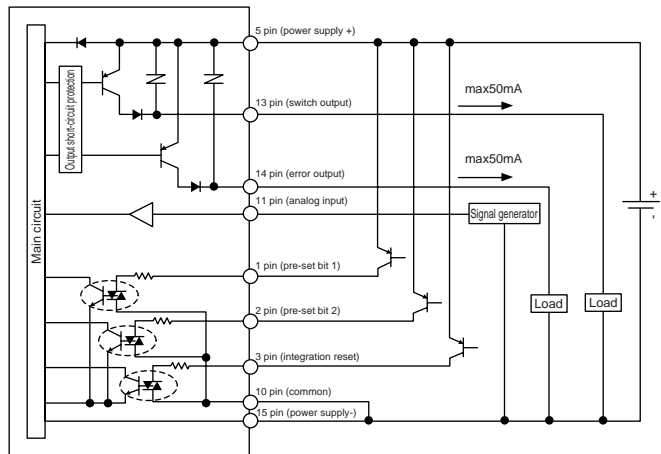 5 pin (power supply +)
Output short-circuit protection
Main circuit
13 pin (switch output)
max50mA
14 pin (error output)
max50mA
11 pin (analog input)
Signal generator
+
-
1 pin (pre-set bit 1)
2 pin (pre-set bit 2)
Load
Load
3 pin (integration reset)
10 pin (common)
15 pin (power supply-)